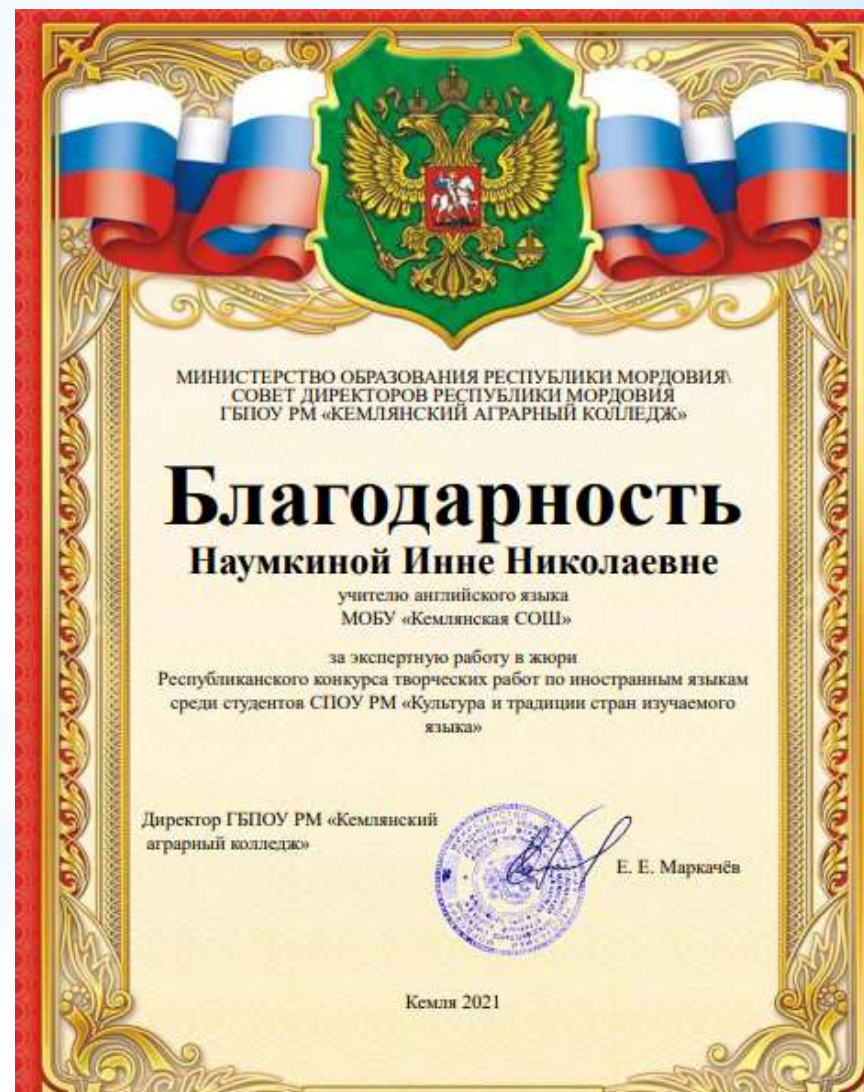 МИНИСТЕРСТВО ОБРАЗОВАНИЯ РЕСПУБЛИКИ МОРДОВИЯ\
СОВЕТ ДИРЕКТОРОВ РЕСПУБЛИКИ МОРДОВИЯ
ГБПОУ РМ «КЕМЛЯНСКИЙ АГРАРНЫЙ КОЛЛЕДЖ»
Благодарность
Наумкиной Инне Николаевне
учителю английского языка
МОБУ «Кемлянская СОШ»
за экспертную работу в жюри
Республиканского конкурса творческих работ по иностранным языкам
среди студентов СПОУ РМ «Культура и традиции стран изучаемого
языка»
Директор ГБПОУ РМ «Кемлянский
аграрный колледж»
Е. Е. Маркачёв
Кемля 2021